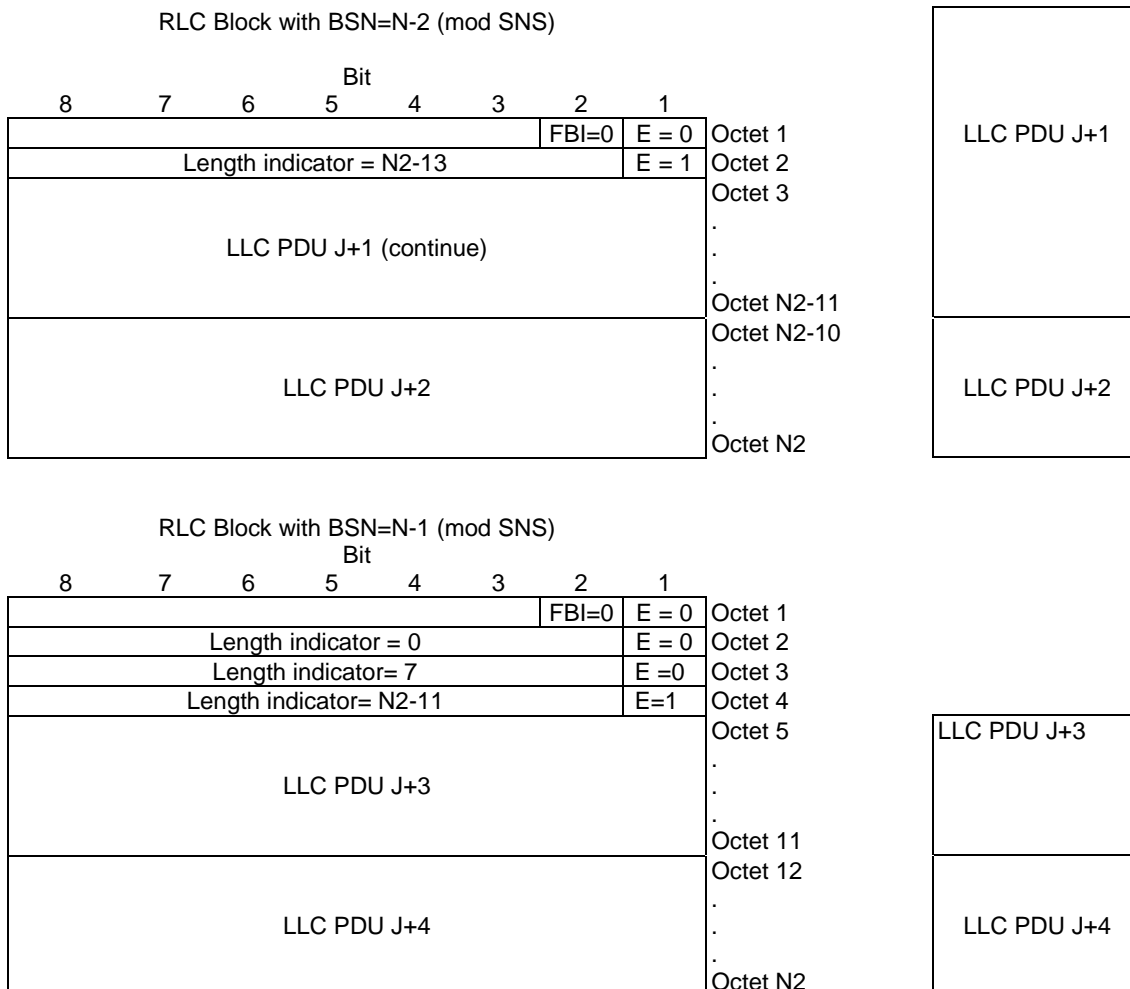 RLC Block with BSN=N-2 (mod SNS)
Bit
8 7 6 5 4 3 2 1
FBI=0 E = 0 Octet 1 LLC PDU J+1
Length indicator = N2-13 E = 1 Octet 2
Octet 3
.
LLC PDU J+1 (continue) .
.
Octet N2-11
Octet N2-10
.
LLC PDU J+2 . LLC PDU J+2
.
Octet N2
RLC Block with BSN=N-1 (mod SNS)
Bit
8 7 6 5 4 3 2 1
FBI=0 E = 0 Octet 1
Length indicator = 0 E = 0 Octet 2
Length indicator= 7 E =0 Octet 3
Length indicator= N2-11 E=1 Octet 4
Octet 5 LLC PDU J+3
.
LLC PDU J+3 .
.
Octet 11
Octet 12
.
LLC PDU J+4 . LLC PDU J+4
.
Octet N2